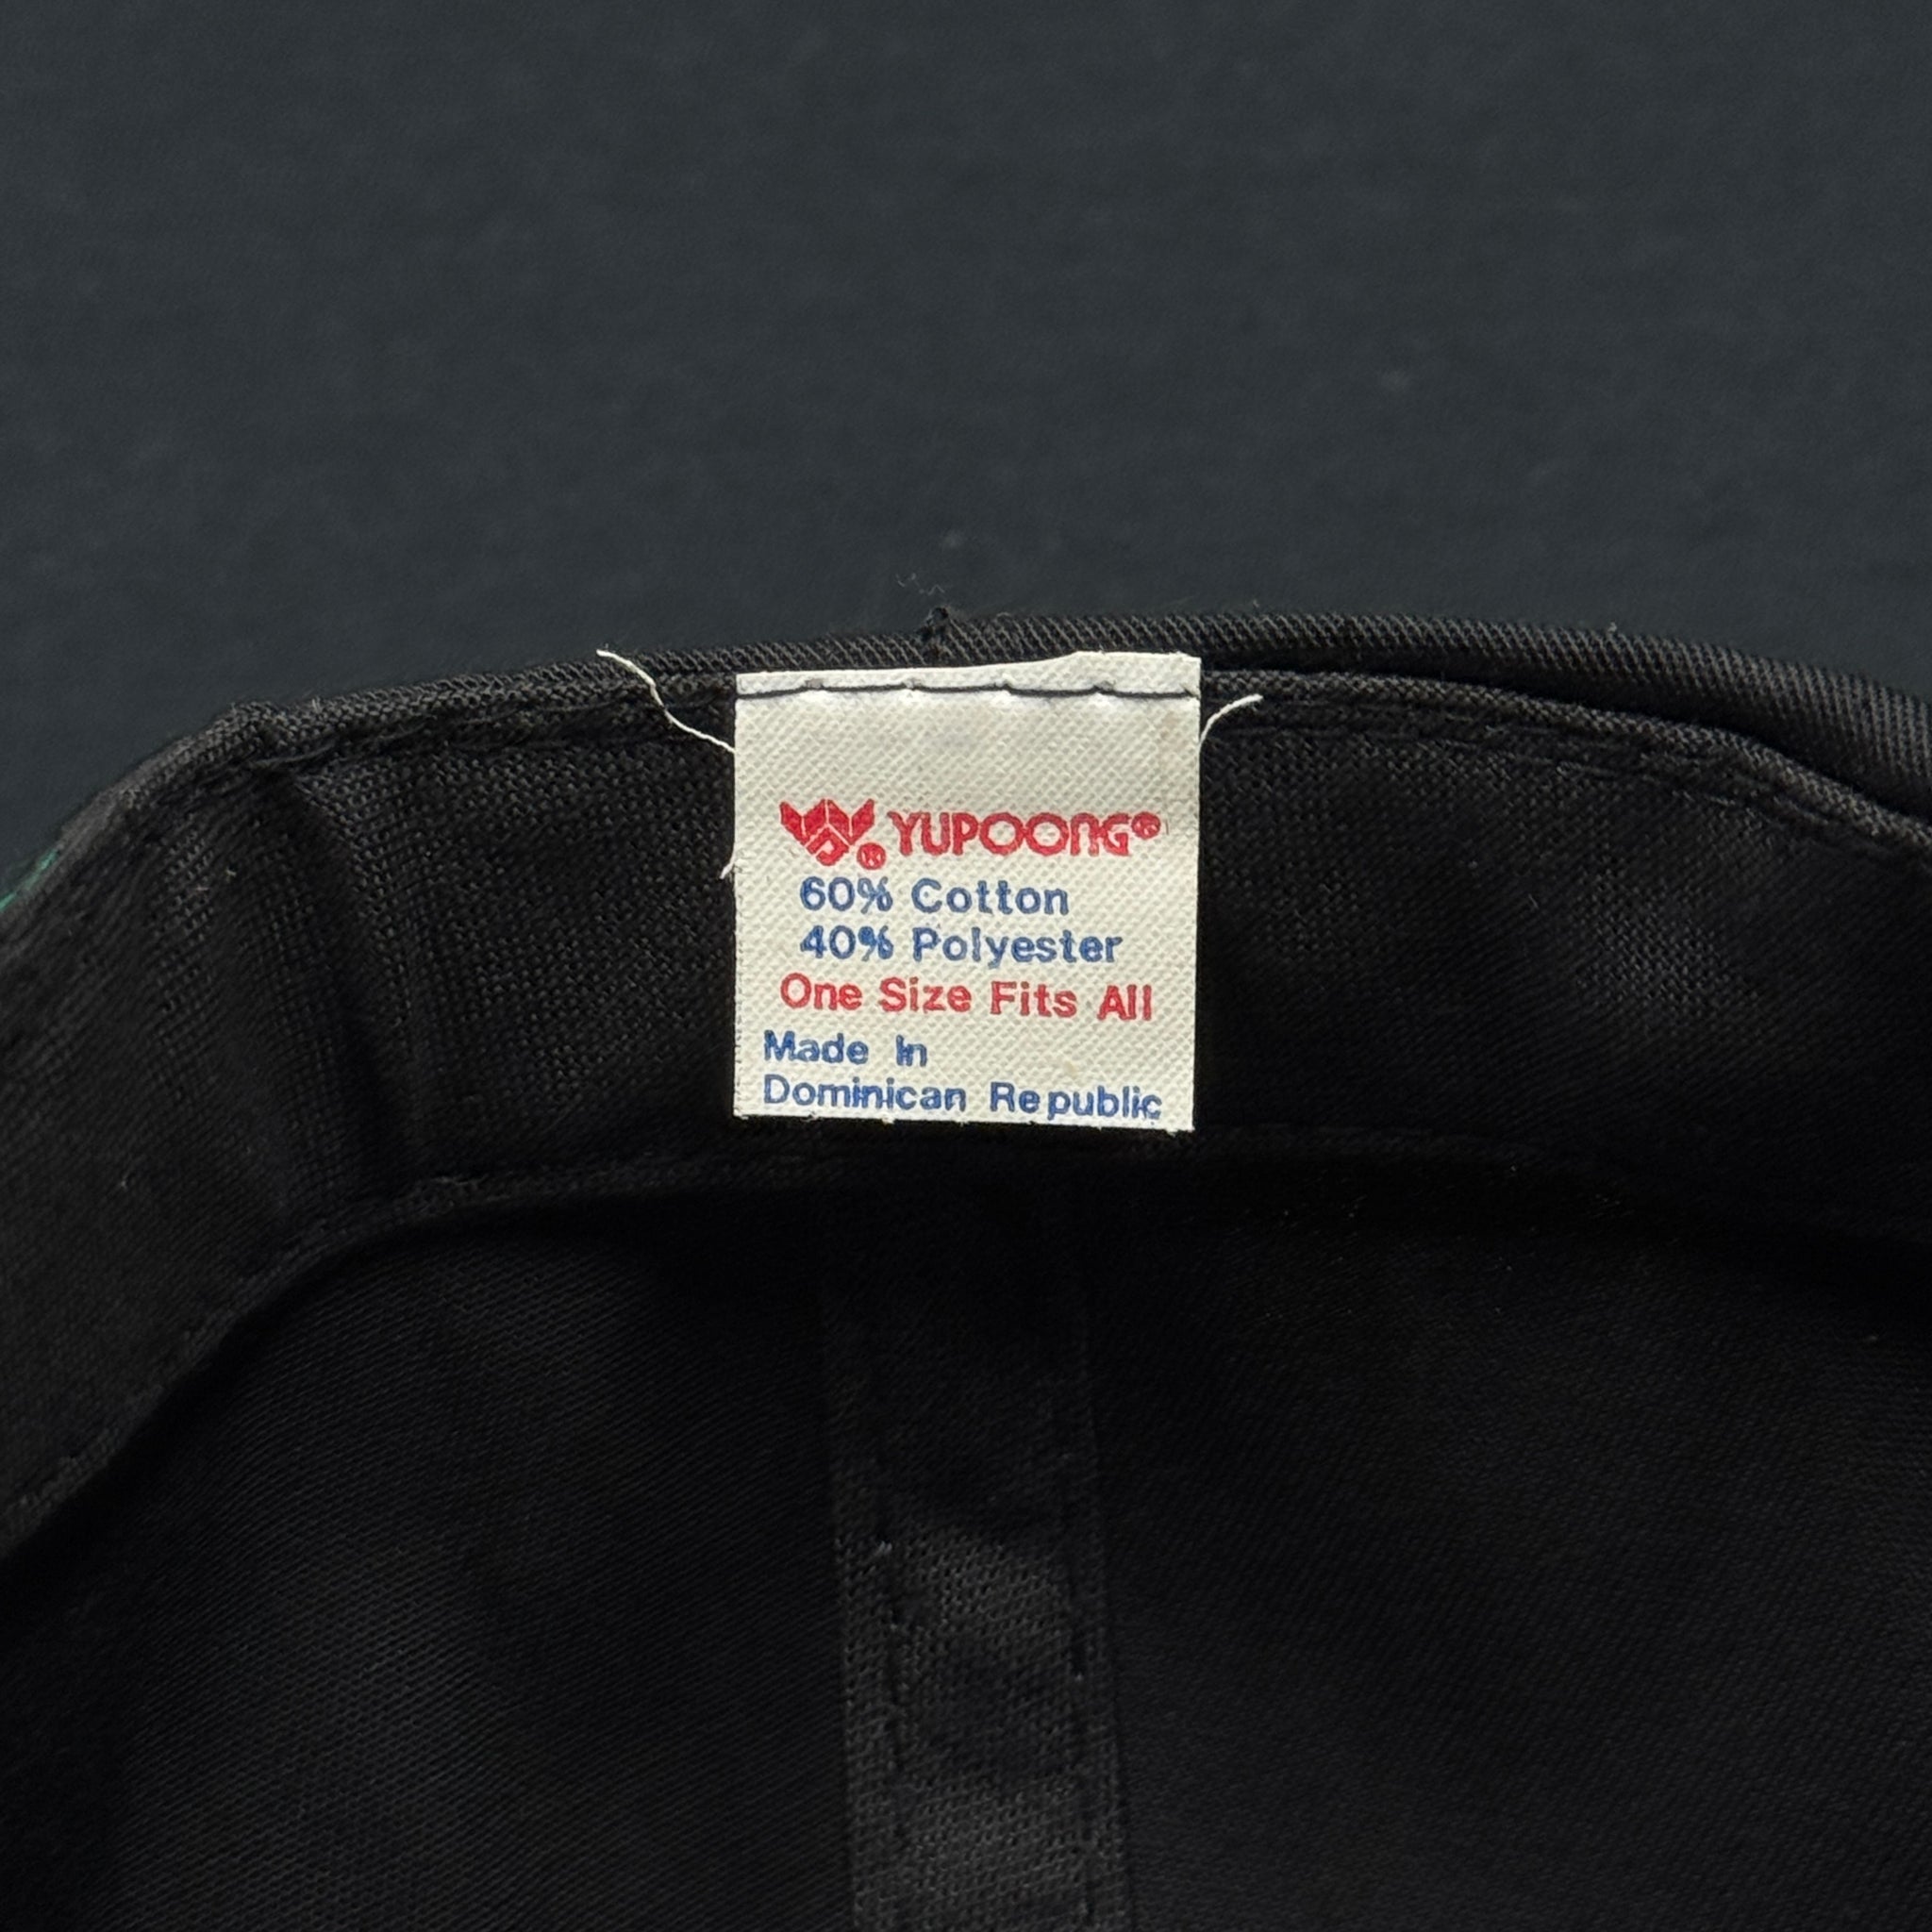 YUPOONG®
60% Cotton
40% Polyester
One Size Fits All
Made In
Dominican Republic